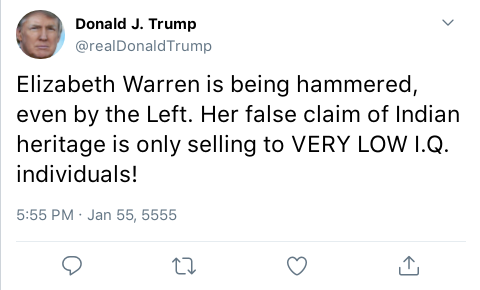 Donald J. Trump
@realDonaldTrump
Elizabeth Warren is being hammered,
even by the Left. Her false claim of Indian
heritage is only selling to VERY LOW I.Q.
individuals!
5:55 PM · Jan 55, 5555